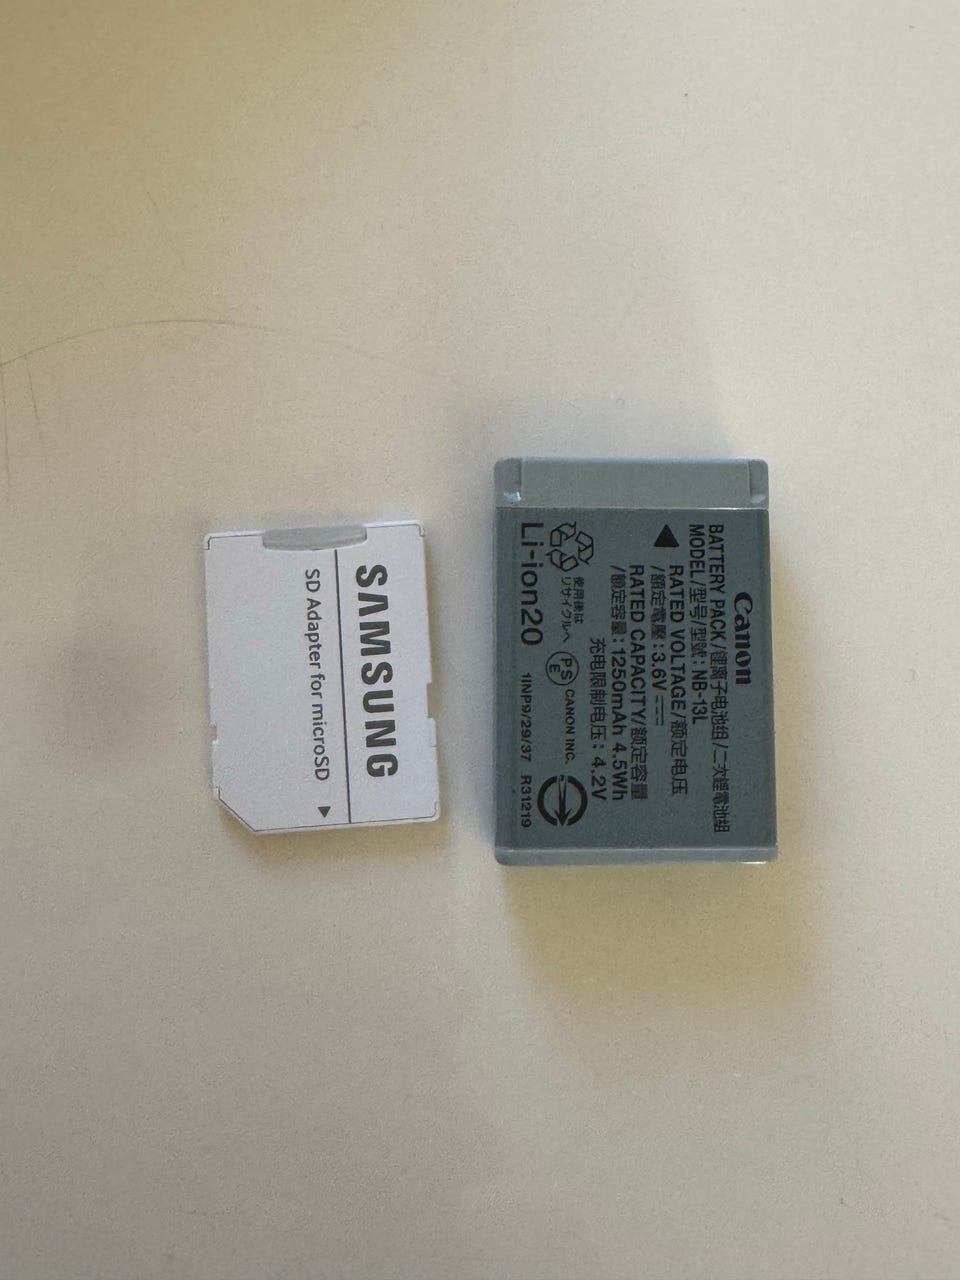 SAMSUNG
SD Adapter for microSD
Canon
BATTERY PACK/锂离子电池组/二次鋰電池組
MODEL/型号/型號：NB-13L
RATED VOLTAGE/额定电压
/額定電壓：3.6V
RATED CAPACITY/额定容量
/額定容量：1250mAh 4.5Wh
充电限制电压：4.2V
使用後は
リサイクルへ
PS
E
CANON INC.
Li-ion20
1INP9/29/37 R31219